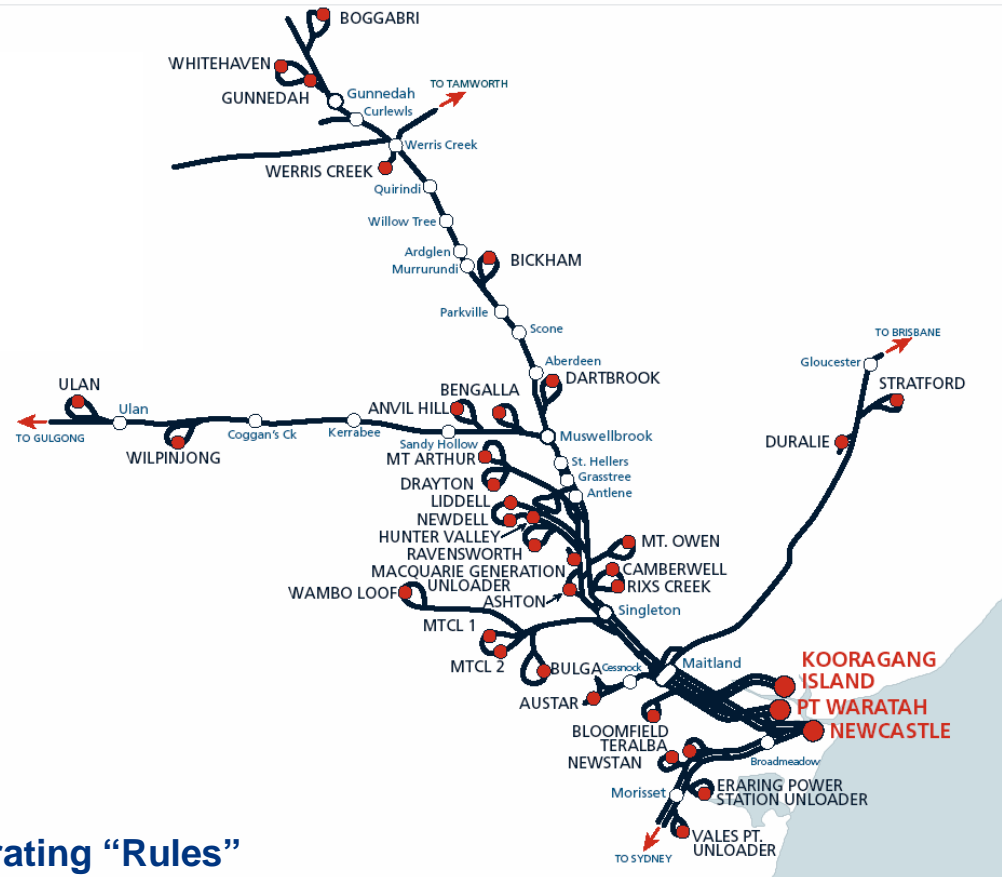 BOGGABRI
WHITEHAVEN
GUNNEDAH
Gunnedah
TO TAMWORTH
Curlewls
Werris Creek
WERRIS CREEK
Quirindi
Willow Tree
Ardglen
Murrurundi
BICKHAM
Parkville
Scone
TO BRISBANE
Aberdeen
Gloucester
DARTBROOK
STRATFORD
ULAN
BENGALLA
ANVIL HILL
Ulan
TO GULGONG
Coggan's Ck
Kerrabee
Sandy Hollow
Muswellbrook
DURALIE
WILPINJONG
MT ARTHUR
St. Hellers
Grasstree
DRAYTON
Antlene
LIDDELL
NEWDELL
HUNTER VALLEY
RAVENSWORTH
MT. OWEN
MACQUARIE GENERATION
UNLOADER
CAMBERWELL
RIXS CREEK
WAMBO LOOF
ASHTON
Singleton
MTCL 1
MTCL 2
BULGA
Cessnock
Maitland
KOORAGANG
ISLAND
AUSTAR
PT WARATAH
BLOOMFIELD
NEWCASTLE
TERALBA
NEWSTAN
Broadmeadow
Morisset
ERARING POWER
STATION UNLOADER
VALES PT.
UNLOADER
TO SYDNEY
rating “Rules”